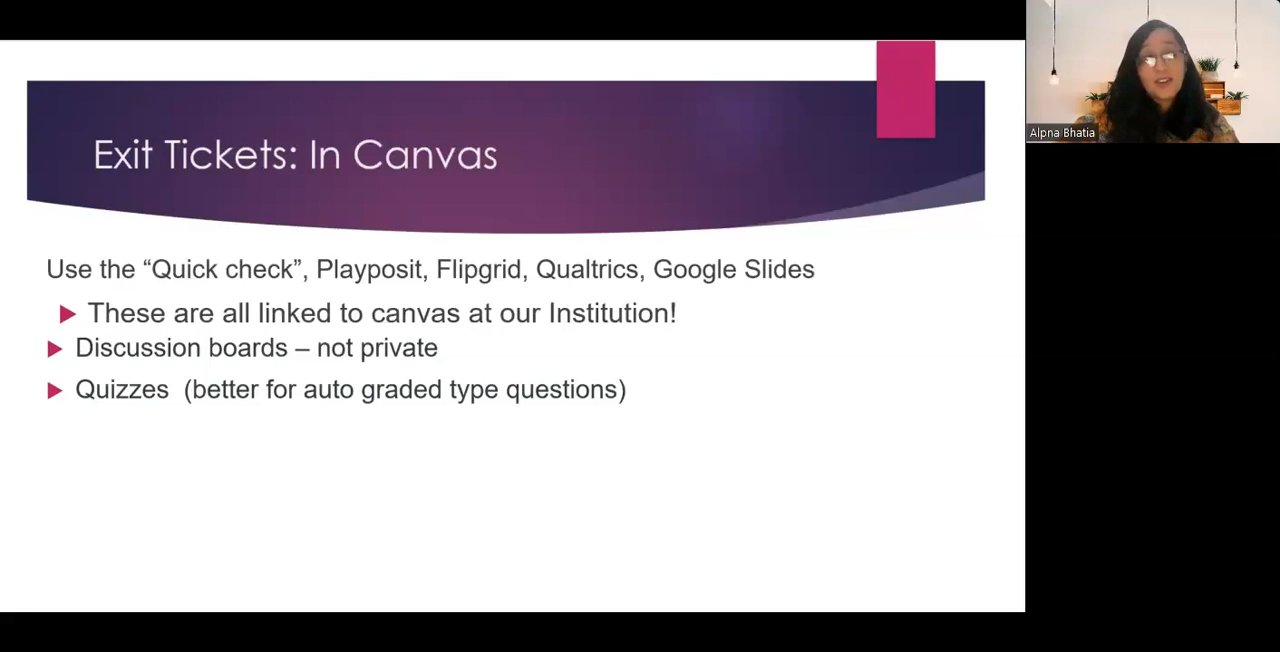 Exit Tickets: In Canvas
Use the “Quick check”, Playposit, Flipgrid, Qualtrics, Google Slides
These are all linked to canvas at our Institution!
Discussion boards – not private
Quizzes (better for auto graded type questions)
Alpna Bhatia